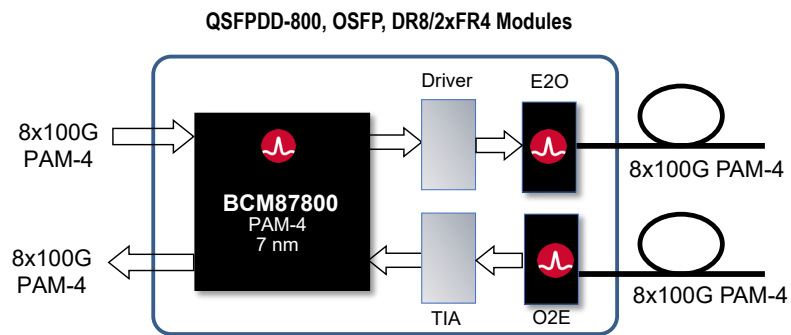 QSFPDD-800, OSFP, DR8/2xFR4 Modules
Driver
E2O
8x100G
PAM-4
BCM87800
PAM-4
7 nm
8x100G PAM-4
8x100G
PAM-4
TIA
O2E
8x100G PAM-4